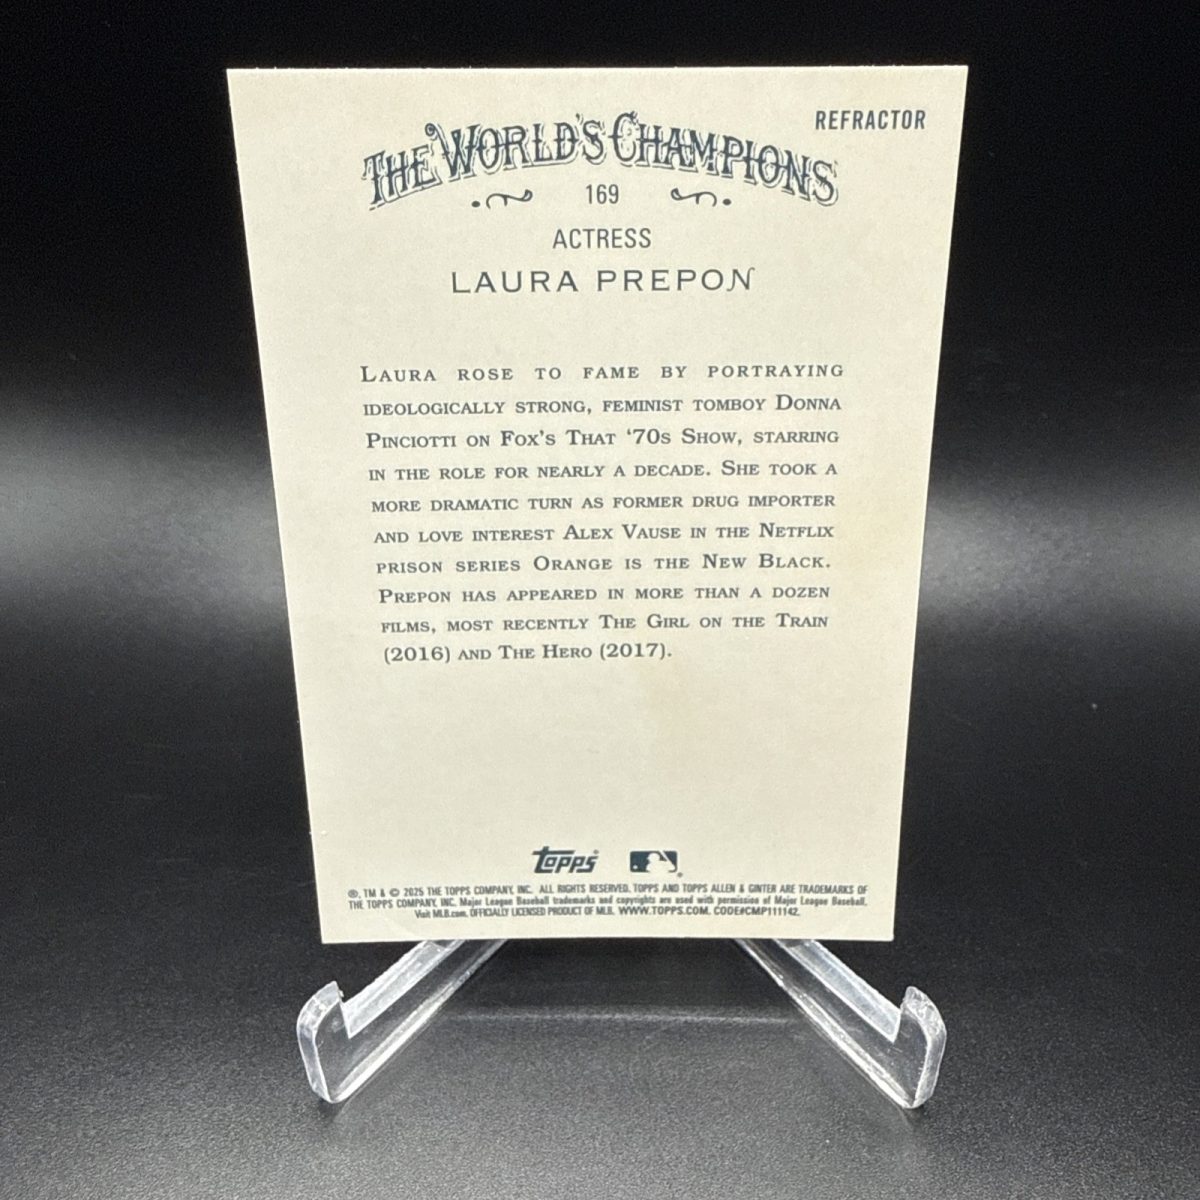 REFRACTOR
THE WORLD'S CHAMPIONS
169
ACTRESS
LAURA PREPON
LAURA ROSE TO FAME BY PORTRAYING
IDEOLOGICALLY STRONG, FEMINIST TOMBOY DONNA
PINCIOTTI ON FOX'S THAT '70S SHOW, STARRING
IN THE ROLE FOR NEARLY A DECADE. SHE TOOK A
MORE DRAMATIC TURN AS FORMER DRUG IMPORTER
AND LOVE INTEREST ALEX VAUSE IN THE NETFLIX
PRISON SERIES ORANGE IS THE NEW BLACK.
PREPON HAS APPEARED IN MORE THAN A DOZEN
FILMS, MOST RECENTLY THE GIRL ON THE TRAIN
(2016) AND THE HERO (2017).
Topps
®, TM & © 2025 THE TOPPS COMPANY, INC. ALL RIGHTS RESERVED. TOPPS AND TOPPS ALLEN & GINTER ARE TRADEMARKS OF
THE TOPPS COMPANY, INC. Major League Baseball trademarks and copyrights are used with permission of Major League Baseball.
Visit MLB.com. OFFICIALLY LICENSED PRODUCT OF MLB. WWW.TOPPS.COM. CODE#CMP111142.